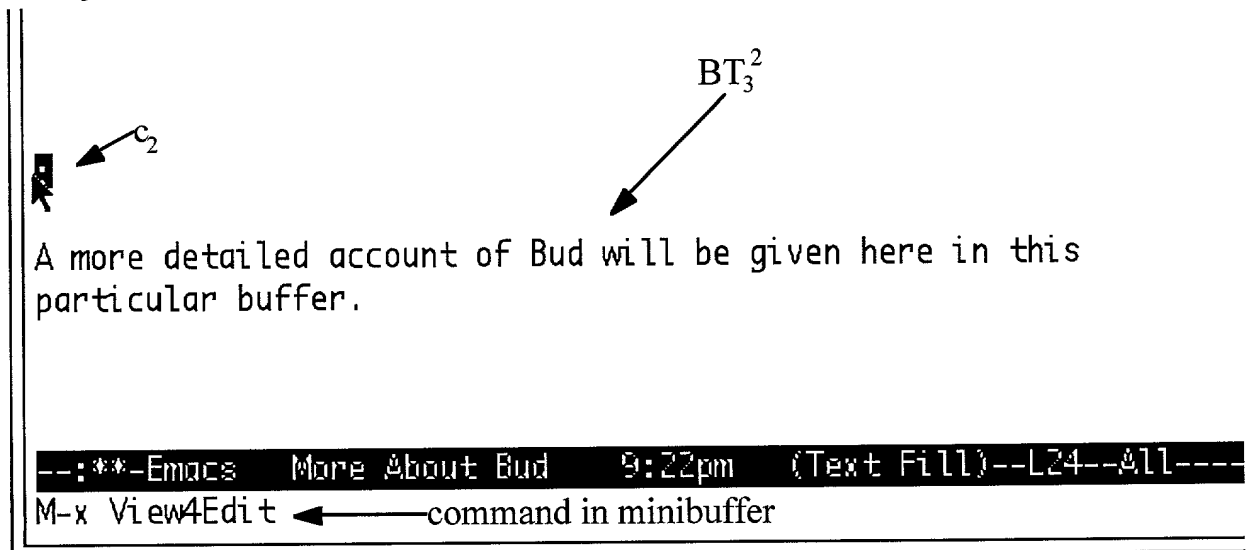 BT₃²
c₂
A more detailed account of Bud will be given here in this
particular buffer.
--:**-Emacs More About Bud 9:22pm (Text Fill)--L24--All----
M-x View4Edit command in minibuffer